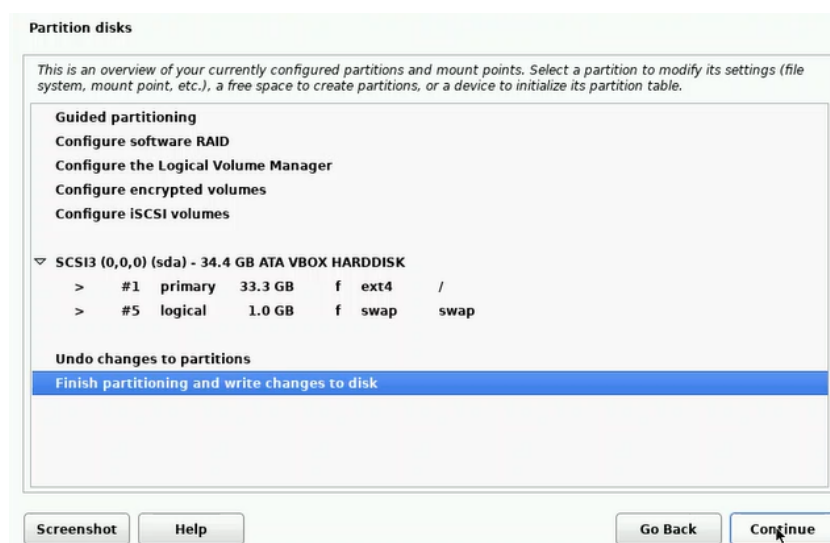 Partition disks
This is an overview of your currently configured partitions and mount points. Select a partition to modify its settings (file
system, mount point, etc.), a free space to create partitions, or a device to initialize its partition table.
Guided partitioning
Configure software RAID
Configure the Logical Volume Manager
Configure encrypted volumes
Configure iSCSI volumes
SCSI3 (0,0,0) (sda) - 34.4 GB ATA VBOX HARDDISK
> #1 primary 33.3 GB f ext4 /
> #5 logical 1.0 GB f swap swap
Undo changes to partitions
Finish partitioning and write changes to disk
Screenshot Help Go Back Continue